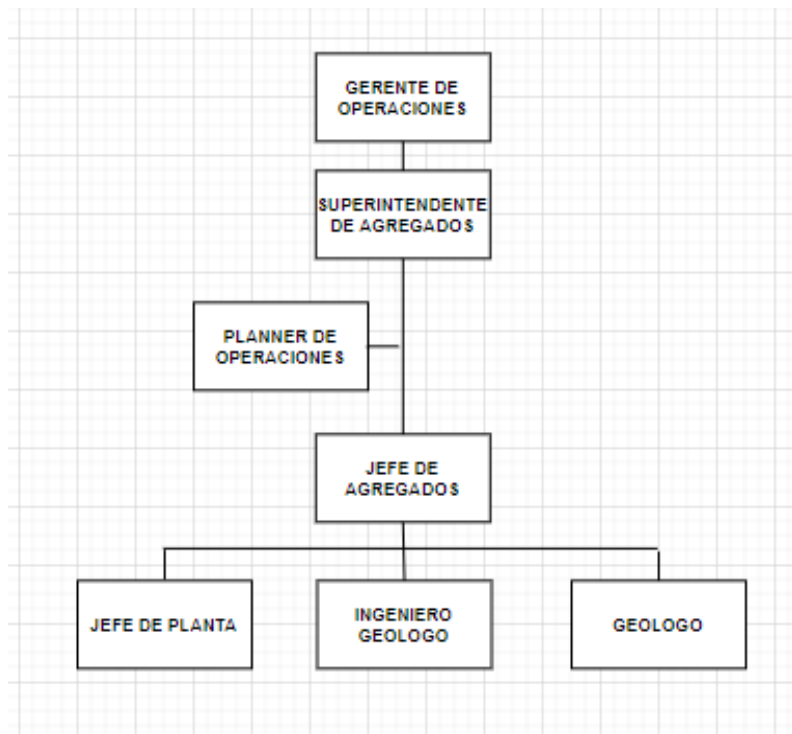 GERENTE DE
OPERACIONES
SUPERINTENDENTE
DE AGREGADOS
PLANNER DE
OPERACIONES
JEFE DE
AGREGADOS
JEFE DE PLANTA
INGENIERO
GEOLOGO
GEOLOGO